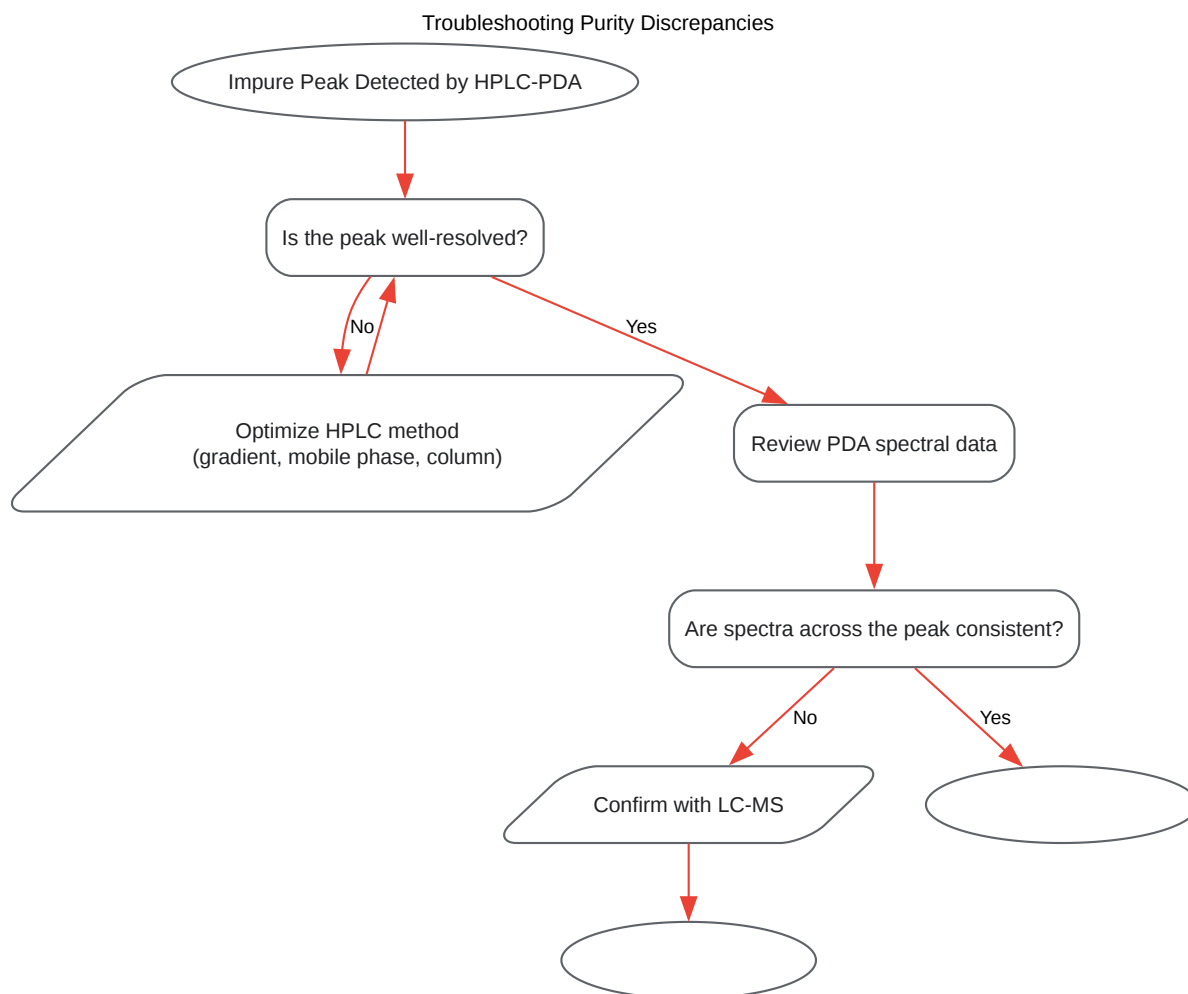 Troubleshooting Purity Discrepancies
Impure Peak Detected by HPLC-PDA
Is the peak well-resolved?
No
Yes
Optimize HPLC method
(gradient, mobile phase, column)
Review PDA spectral data
Are spectra across the peak consistent?
No
Yes
Confirm with LC-MS